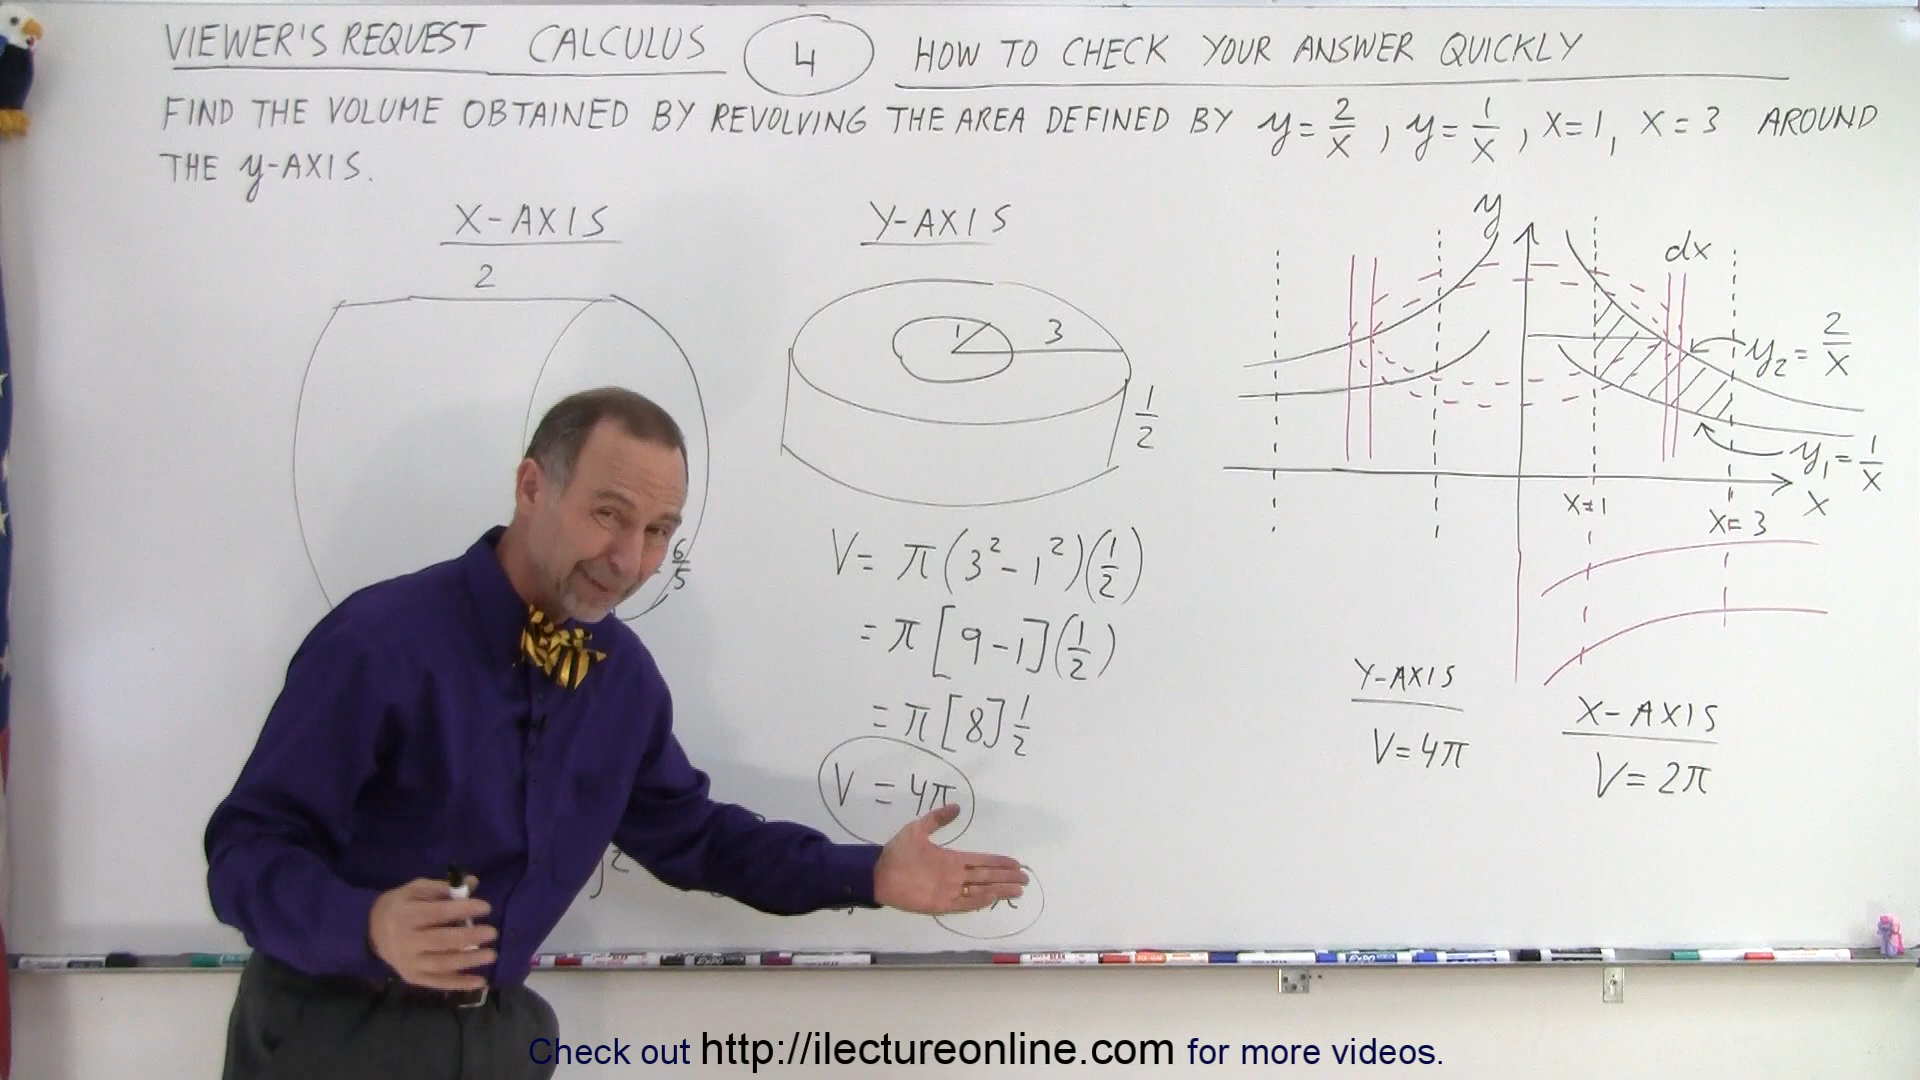 VIEWER'S REQUEST CALCULUS 4 HOW TO CHECK YOUR ANSWER QUICKLY
FIND THE VOLUME OBTAINED BY REVOLVING THE AREA DEFINED BY y = 2/x , y = 1/x , X = 1, X = 3 AROUND
THE y-AXIS.
X-AXIS
2
6/5
Y-AXIS
1
3
1/2
V = π(3² - 1²)(1/2)
= π[9 - 1](1/2)
= π[8] 1/2
V = 4π
y
dx
y₂ = 2/x
y₁ = 1/x
X
X=1
X=3
Y-AXIS
V = 4π
X-AXIS
V = 2π
Check out http://ilectureonline.com for more videos.